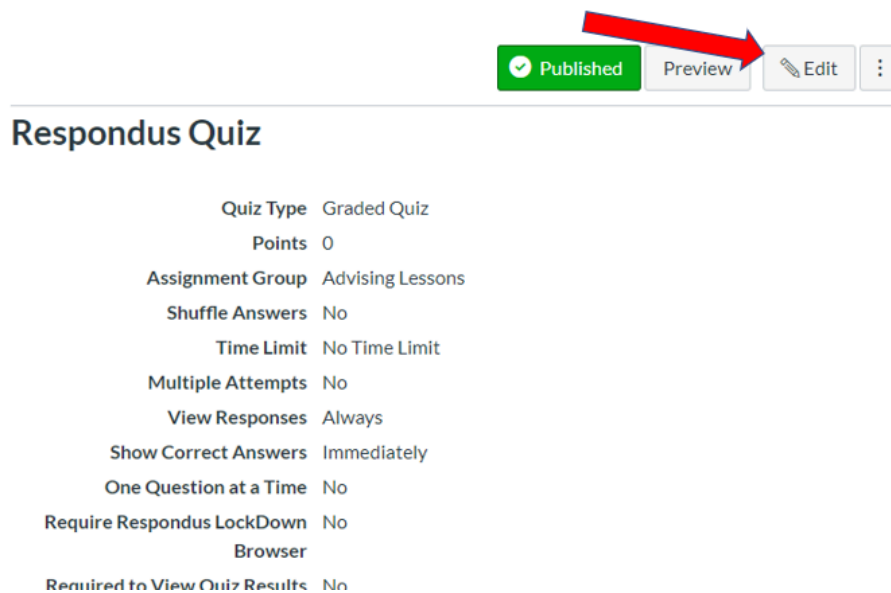 Published Preview Edit
Respondus Quiz
Quiz Type Graded Quiz
Points 0
Assignment Group Advising Lessons
Shuffle Answers No
Time Limit No Time Limit
Multiple Attempts No
View Responses Always
Show Correct Answers Immediately
One Question at a Time No
Require Respondus LockDown No
Browser
Required to View Quiz Results No